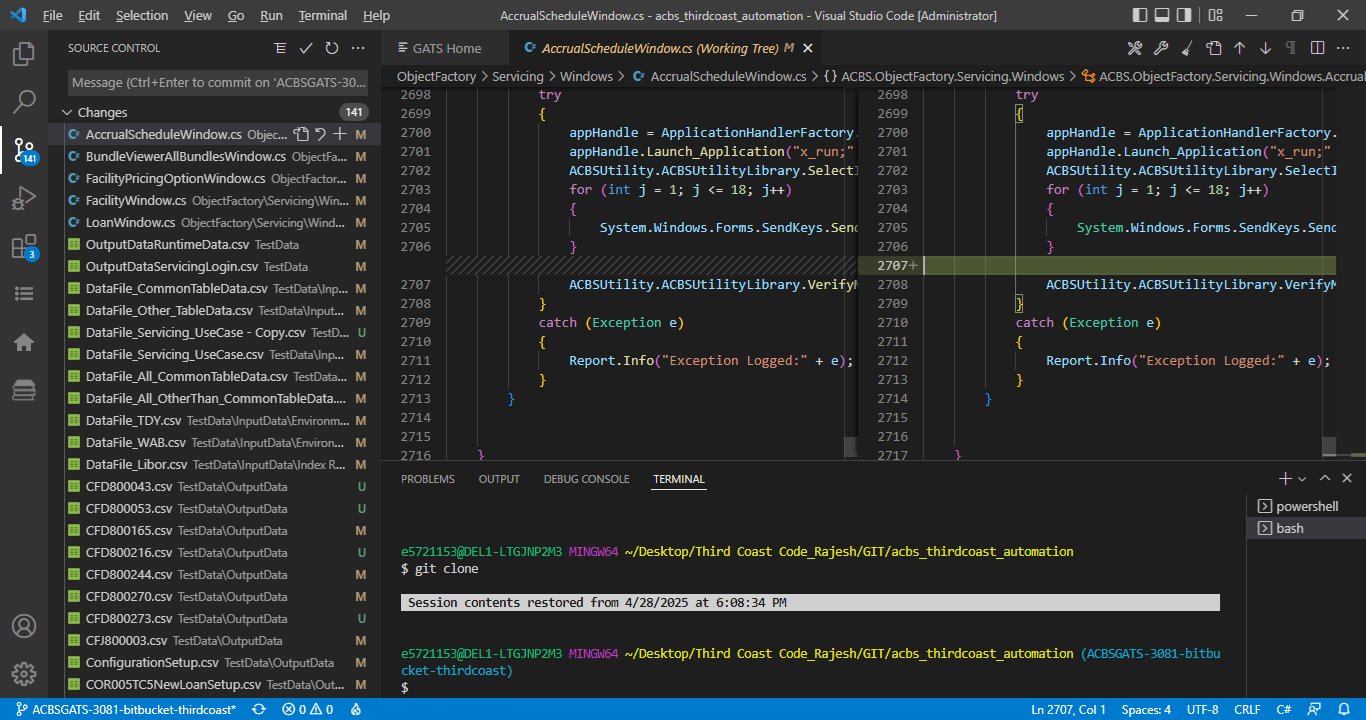 File Edit Selection View Go Run Terminal Help AccrualScheduleWindow.cs - acbs_thirdcoast_automation - Visual Studio Code [Administrator]
SOURCE CONTROL
Message (Ctrl+Enter to commit on 'ACBSGATS-30...
Changes 141
AccrualScheduleWindow.cs Objec... M
BundleViewerAllBundlesWindow.cs ObjectFa... M
FacilityPricingOptionWindow.cs ObjectFactor... M
FacilityWindow.cs ObjectFactory\Servicing\Win... M
LoanWindow.cs ObjectFactory\Servicing\Wind... M
OutputDataRuntimeData.csv TestData M
OutputDataServicingLogin.csv TestData M
DataFile_CommonTableData.csv TestData\Inp... M
DataFile_Other_TableData.csv TestData\Input... M
DataFile_Servicing_UseCase - Copy.csv TestD... U
DataFile_Servicing_UseCase.csv TestData\Inp... M
DataFile_All_CommonTableData.csv TestData... M
DataFile_All_OtherThan_CommonTableData.... M
DataFile_TDY.csv TestData\InputData\Environm... M
DataFile_WAB.csv TestData\InputData\Environ... M
DataFile_Libor.csv TestData\InputData\Index R... M
CFD800043.csv TestData\OutputData U
CFD800053.csv TestData\OutputData U
CFD800165.csv TestData\OutputData M
CFD800216.csv TestData\OutputData U
CFD800244.csv TestData\OutputData M
CFD800270.csv TestData\OutputData M
CFD800273.csv TestData\OutputData U
CFJ800003.csv TestData\OutputData M
ConfigurationSetup.csv TestData\OutputData M
COR005TC5NewLoanSetup.csv TestData\Out... M
141
3
GATS Home
AccrualScheduleWindow.cs (Working Tree) M
ObjectFactory > Servicing > Windows > AccrualScheduleWindow.cs > {} ACBS.ObjectFactory.Servicing.Windows > ACBS.ObjectFactory.Servicing.Windows.Accrual
2698 try
2699 {
2700 appHandle = ApplicationHandlerFactory.
2701 appHandle.Launch_Application("x_run;"
2702 ACBSUtility.ACBSUtilityLibrary.SelectI
2703 for (int j = 1; j <= 18; j++)
2704 {
2705 System.Windows.Forms.SendKeys.Send
2706 }
2707 ACBSUtility.ACBSUtilityLibrary.VerifyM
2708 }
2709 catch (Exception e)
2710 {
2711 Report.Info("Exception Logged:" + e);
2712 }
2713 }
2714
2715
2716 }
2698 try
2699 {
2700 appHandle = ApplicationHandlerFactory.
2701 appHandle.Launch_Application("x_run;"
2702 ACBSUtility.ACBSUtilityLibrary.SelectI
2703 for (int j = 1; j <= 18; j++)
2704 {
2705 System.Windows.Forms.SendKeys.Send
2706 }
2707+
2708 ACBSUtility.ACBSUtilityLibrary.VerifyM
2709 }
2710 catch (Exception e)
2711 {
2712 Report.Info("Exception Logged:" + e);
2713 }
2714 }
2715
2716
2717 }
PROBLEMS OUTPUT DEBUG CONSOLE TERMINAL
powershell
bash
e5721153@DEL1-LTGJNP2M3 MINGW64 ~/Desktop/Third Coast Code_Rajesh/GIT/acbs_thirdcoast_automation
$ git clone
Session contents restored from 4/28/2025 at 6:08:34 PM
e5721153@DEL1-LTGJNP2M3 MINGW64 ~/Desktop/Third Coast Code_Rajesh/GIT/acbs_thirdcoast_automation (ACBSGATS-3081-bitbu
cket-thirdcoast)
$
ACBSGATS-3081-bitbucket-thirdcoast* 0 0 Ln 2707, Col 1 Spaces: 4 UTF-8 CRLF C#